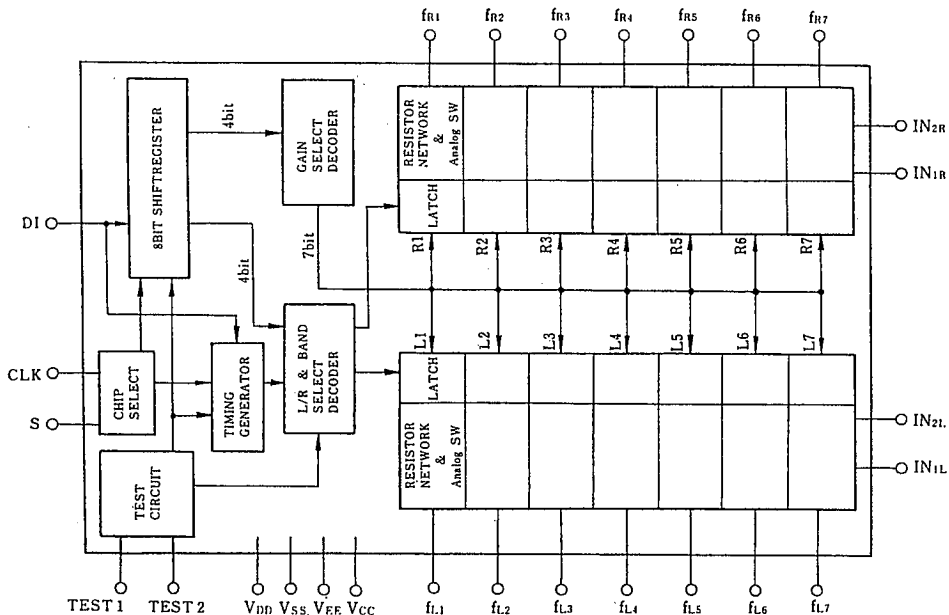 fR1 fR2 fR3 fR4 fR5 fR6 fR7
8BIT SHIFTREGISTER
4bit
GAIN
SELECT
DECODER
RESISTOR
NETWORK
&
Analog SW
IN2R
IN1R
DI
4bit
7bit
LATCH
R1 R2 R3 R4 R5 R6 R7
L1 L2 L3 L4 L5 L6 L7
CLK
S
CHIP
SELECT
TIMING
GENERATOR
L/R & BAND
SELECT
DECODER
LATCH
RESISTOR
NETWORK
&
Analog SW
IN2L
IN1L
TEST
CIRCUIT
TEST 1 TEST 2 VDD VSS. VEE VCC fL1 fL2 fL3 fL4 fL5 fL6 fL7